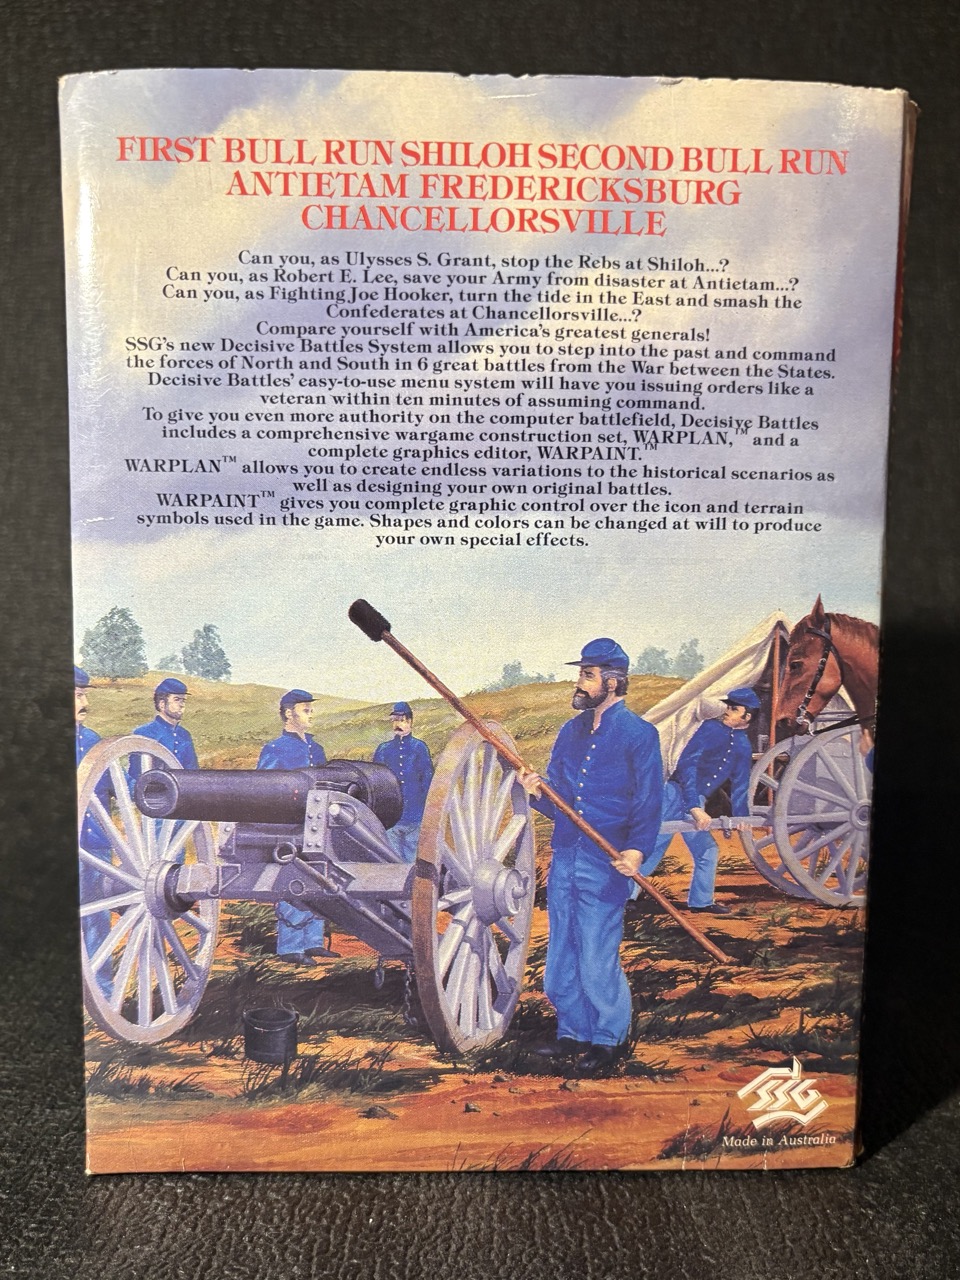 FIRST BULL RUN SHILOH SECOND BULL RUN
ANTIETAM FREDERICKSBURG
CHANCELLORSVILLE
Can you, as Ulysses S. Grant, stop the Rebs at Shiloh...?
Can you, as Robert E. Lee, save your Army from disaster at Antietam...?
Can you, as Fighting Joe Hooker, turn the tide in the East and smash the
Confederates at Chancellorsville...?
Compare yourself with America's greatest generals!
SSG's new Decisive Battles System allows you to step into the past and command
the forces of North and South in 6 great battles from the War between the States.
Decisive Battles' easy-to-use menu system will have you issuing orders like a
veteran within ten minutes of assuming command.
To give you even more authority on the computer battlefield, Decisive Battles
includes a comprehensive wargame construction set, WARPLAN,™ and a
complete graphics editor, WARPAINT.™
WARPLAN™ allows you to create endless variations to the historical scenarios as
well as designing your own original battles.
WARPAINT™ gives you complete graphic control over the icon and terrain
symbols used in the game. Shapes and colors can be changed at will to produce
your own special effects.
SSG
Made in Australia